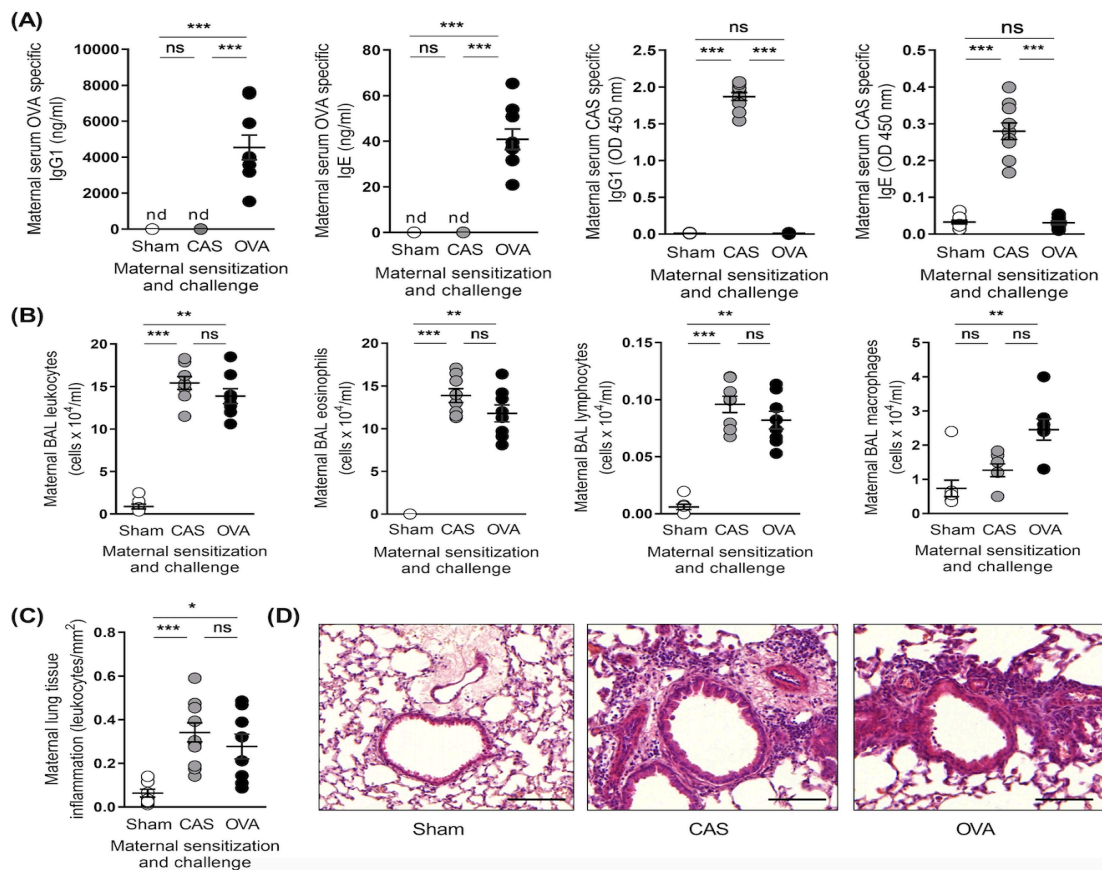 (A)
***
ns
***
Maternal serum OVA specific
IgG1 (ng/ml)
10000
8000
6000
4000
2000
0
nd
nd
Sham
CAS
OVA
Maternal sensitization
and challenge
***
ns
***
Maternal serum OVA specific
IgE (ng/ml)
80
60
40
20
0
nd
nd
Sham
CAS
OVA
Maternal sensitization
and challenge
ns
***
***
Maternal serum CAS specific
IgG1 (OD 450 nm)
2.5
2.0
1.5
1.0
0.5
0.0
Sham
CAS
OVA
Maternal sensitization
and challenge
ns
***
***
Maternal serum CAS specific
IgE (OD 450 nm)
0.5
0.4
0.3
0.2
0.1
0.0
Sham
CAS
OVA
Maternal sensitization
and challenge
(B)
**
***
ns
Maternal BAL leukocytes
(cells x 10⁴/ml)
20
15
10
5
0
Sham
CAS
OVA
Maternal sensitization
and challenge
**
***
ns
Maternal BAL eosinophils
(cells x 10⁴/ml)
20
15
10
5
0
Sham
CAS
OVA
Maternal sensitization
and challenge
**
***
ns
Maternal BAL lymphocytes
(cells x 10⁴/ml)
0.15
0.10
0.05
0.00
Sham
CAS
OVA
Maternal sensitization
and challenge
**
ns
ns
Maternal BAL macrophages
(cells x 10⁴/ml)
5
4
3
2
1
0
Sham
CAS
OVA
Maternal sensitization
and challenge
(C)
*
***
ns
Maternal lung tissue
inflammation (leukocytes/mm²)
0.8
0.6
0.4
0.2
0.0
Sham
CAS
OVA
Maternal sensitization
and challenge
(D)
Sham
CAS
OVA